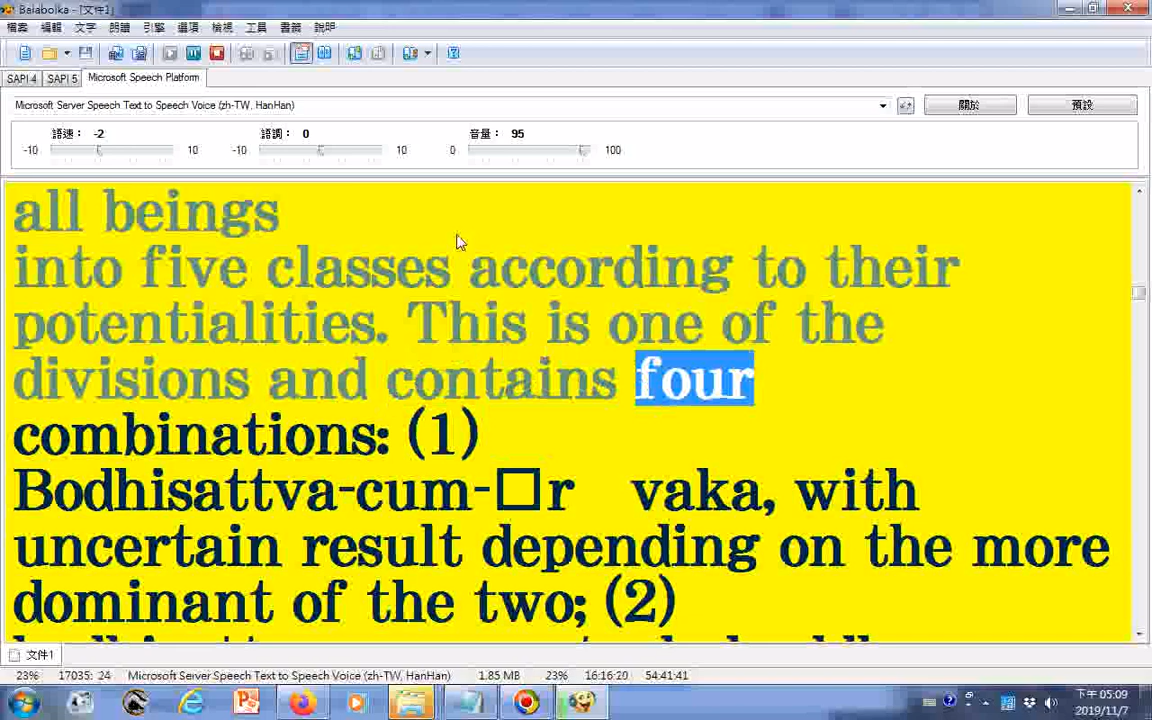 Balabolka - [文件1]
檔案 編輯 文字 朗讀 引擎 選項 檢視 工具 書籤 說明
SAPI 4 SAPI 5 Microsoft Speech Platform
Microsoft Server Speech Text to Speech Voice (zh-TW, HanHan) 關於 預設
語速： -2 語調： 0 音量： 95
-10 10 -10 10 0 100
all beings
into five classes according to their
potentialities. This is one of the
divisions and contains four
combinations: (1)
Bodhisattva-cum-□r vaka, with
uncertain result depending on the more
dominant of the two; (2)
文件1
23% 17035: 24 Microsoft Server Speech Text to Speech Voice (zh-TW, HanHan) 1.85 MB 23% 16:16:20 54:41:41
下午 05:09
2019/11/7